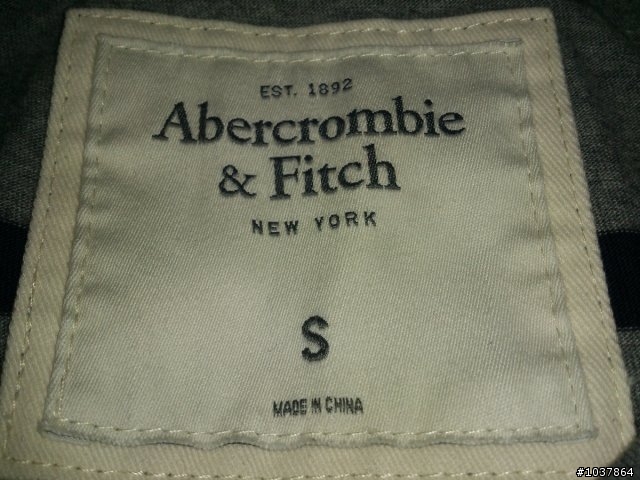 EST. 1892
Abercrombie
& Fitch
NEW YORK
S
MADE IN CHINA
#1037864